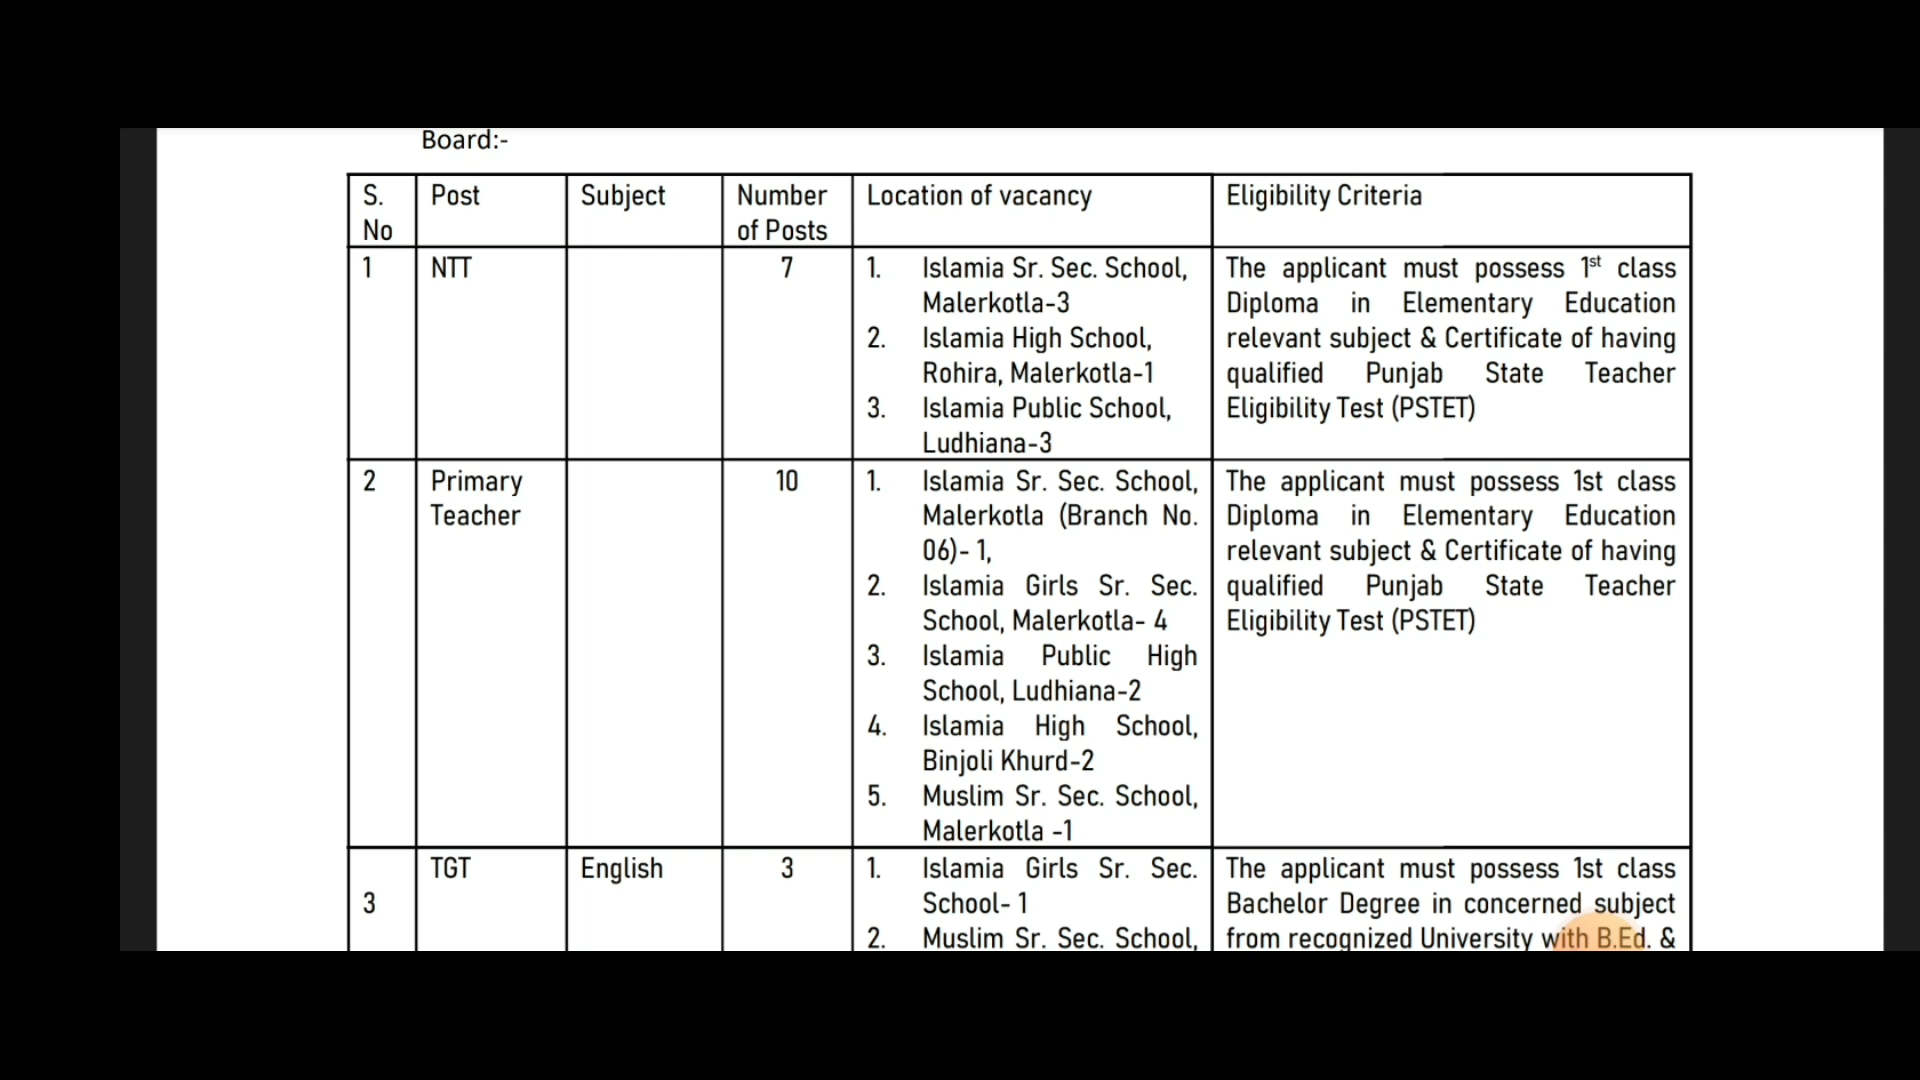 Board:-
S. No Post Subject Number of Posts Location of vacancy Eligibility Criteria
1 NTT 7
1. Islamia Sr. Sec. School,
Malerkotla-3
2. Islamia High School,
Rohira, Malerkotla-1
3. Islamia Public School,
Ludhiana-3
The applicant must possess 1st class
Diploma in Elementary Education
relevant subject & Certificate of having
qualified Punjab State Teacher
Eligibility Test (PSTET)
2 Primary Teacher 10
1. Islamia Sr. Sec. School,
Malerkotla (Branch No.
06)- 1,
2. Islamia Girls Sr. Sec.
School, Malerkotla- 4
3. Islamia Public High
School, Ludhiana-2
4. Islamia High School,
Binjoli Khurd-2
5. Muslim Sr. Sec. School,
Malerkotla -1
The applicant must possess 1st class
Diploma in Elementary Education
relevant subject & Certificate of having
qualified Punjab State Teacher
Eligibility Test (PSTET)
3 TGT English 3
1. Islamia Girls Sr. Sec.
School- 1
2. Muslim Sr. Sec. School,
The applicant must possess 1st class
Bachelor Degree in concerned subject
from recognized University with B.Ed. &